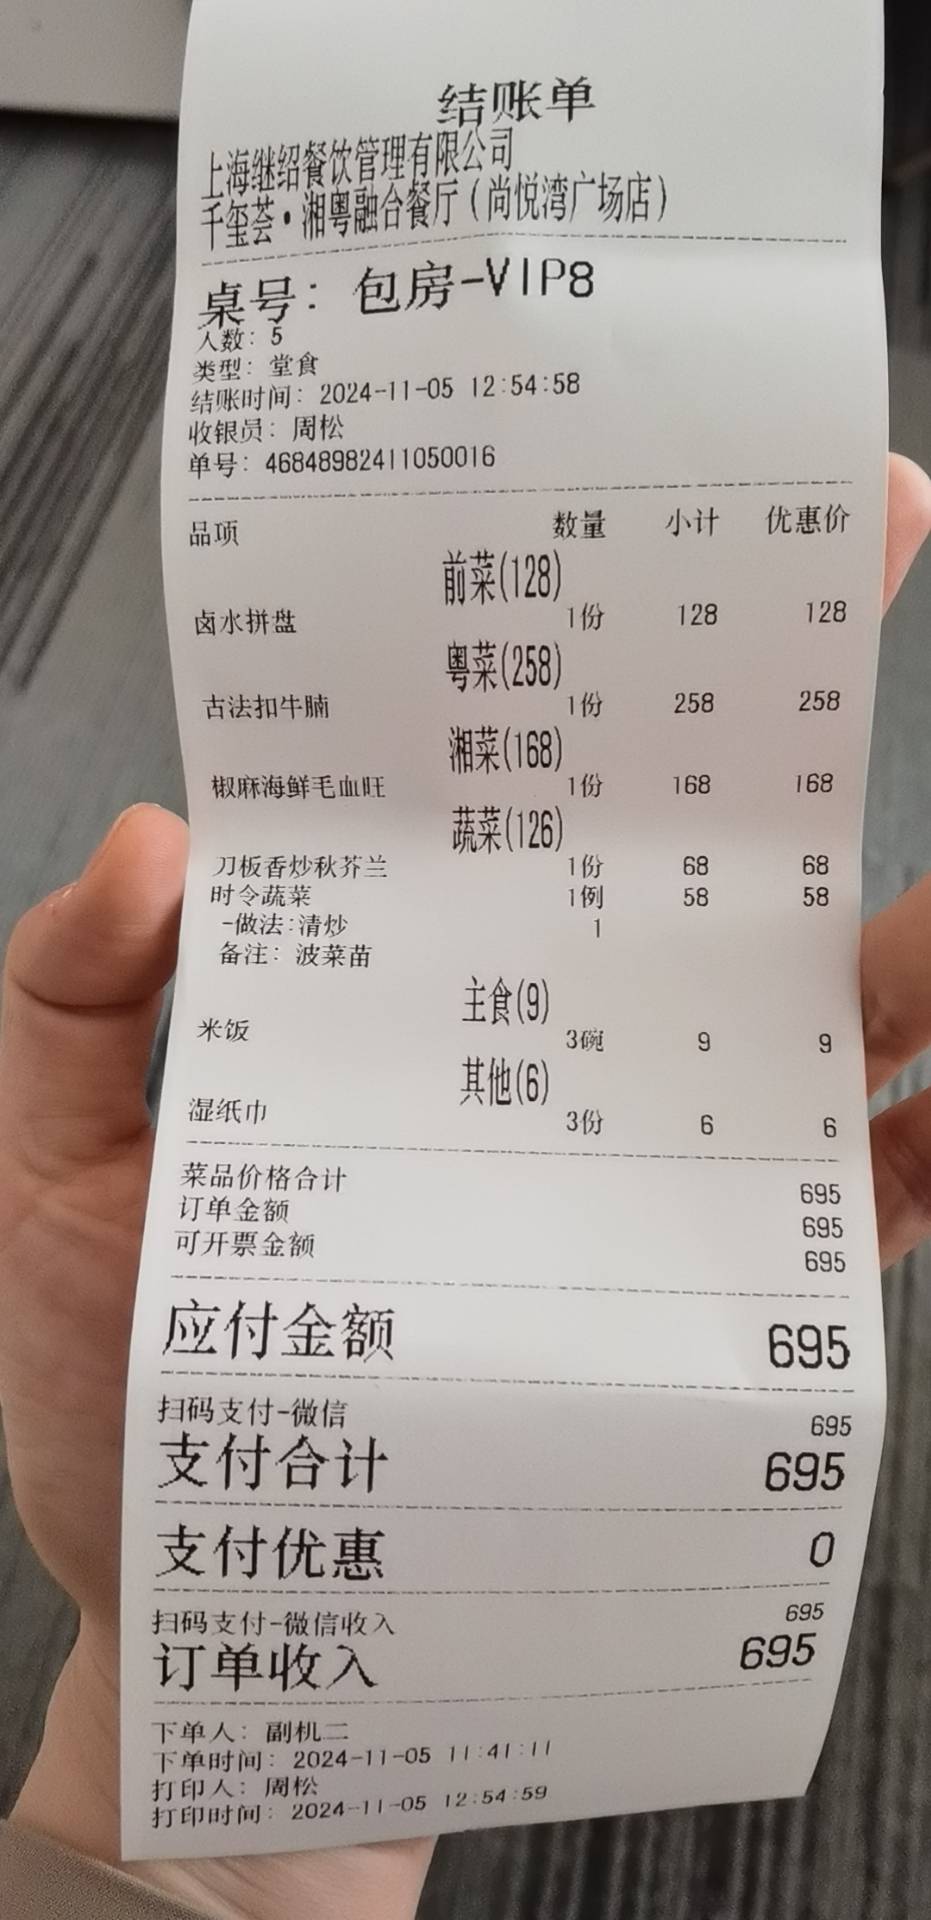 结账单
上海继绍餐饮管理有限公司
千玺荟·湘粤融合餐厅（尚悦湾广场店）
桌号：包房-VIP8
人数：5
类型：堂食
结账时间：2024-11-05 12:54:58
收银员：周松
单号：46848982411050016
品项 数量 小计 优惠价
前菜(128)
卤水拼盘 1份 128 128
粤菜(258)
古法扣牛腩 1份 258 258
湘菜(168)
椒麻海鲜毛血旺 1份 168 168
蔬菜(126)
刀板香炒秋芥兰 1份 68 68
时令蔬菜 1例 58 58
-做法:清炒 1
备注：波菜苗
主食(9)
米饭 3碗 9 9
其他(6)
湿纸巾 3份 6 6
菜品价格合计 695
订单金额 695
可开票金额 695
应付金额 695
扫码支付-微信 695
支付合计 695
支付优惠 0
扫码支付-微信收入 695
订单收入 695
下单人：副机二
下单时间：2024-11-05 11:41:11
打印人：周松
打印时间：2024-11-05 12:54:59